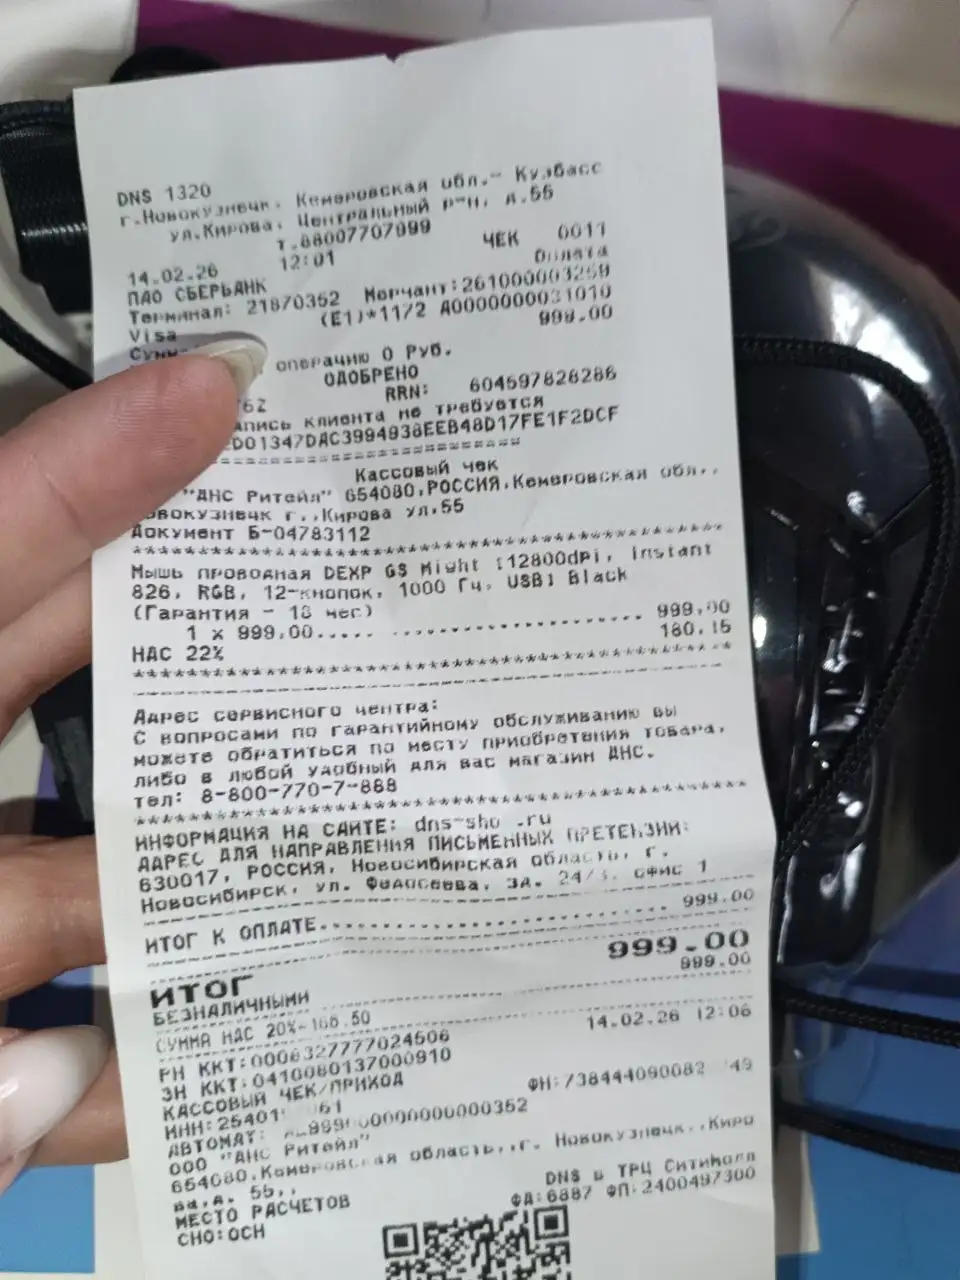 DNS 1320
г.Новокузнецк, Кемеровская обл.- Кузбасс
ул.Кирова, Центральный р-н, д.55
т.88007707999
14.02.26 12:01 ЧЕК 0011
ПАО СБЕРБАНК Оплата
Терминал: 21870352 Мерчант:261000003259
Visa (E1)*1172 A0000000031010
999.00
операцию 0 Руб.
ОДОБРЕНО
RRN: 604597826286
клиента не требуется
ED01347DAC3994938EEB48D17FE1F2DCF
==============================
Кассовый чек
"ДНС Ритейл" 654080,РОССИЯ,Кемеровская обл.,
г.,Кирова ул,55
Документ Б-04783112
Мышь проводная DEXP GS Might [12800dpi, Instant
826, RGB, 12-кнопок, 1000 Гц, USB] Black
(Гарантия - 18 мес)
1 x 999,00..... 999,00
НДС 22% 180.15
Адрес сервисного центра:
С вопросами по гарантийному обслуживанию вы
можете обратиться по месту приобретения товара,
либо в любой удобный для вас магазин ДНС.
тел: 8-800-770-7-888
ИНФОРМАЦИЯ НА САЙТЕ: dns-sho .ru
АДРЕС ДЛЯ НАПРАВЛЕНИЯ ПИСЬМЕННЫХ ПРЕТЕНЗИЙ:
630017, РОССИЯ, Новосибирская область, г.
Новосибирск, ул. Федосеева, зд. офис 1
ИТОГ К ОПЛАТЕ 999.00
ИТОГ 999.00
БЕЗНАЛИЧНЫМИ 999.00
СУММА НДС 20%
РН ККТ:0008327777024506 14.02.26 12:06
ЗН ККТ:0410080137000910
КАССОВЫЙ ЧЕК/ПРИХОД ФН:
ИНН:
АВТОМАТ:
ООО "ДНС Ритейл"
654080,Кемеровская область,,г. Новокузнецк,,Киро
ва,д. 55,,
МЕСТО РАСЧЕТОВ DNS в ТРЦ СитиМолл
СНО:ОСН ФД:6887 ФП:2400497300